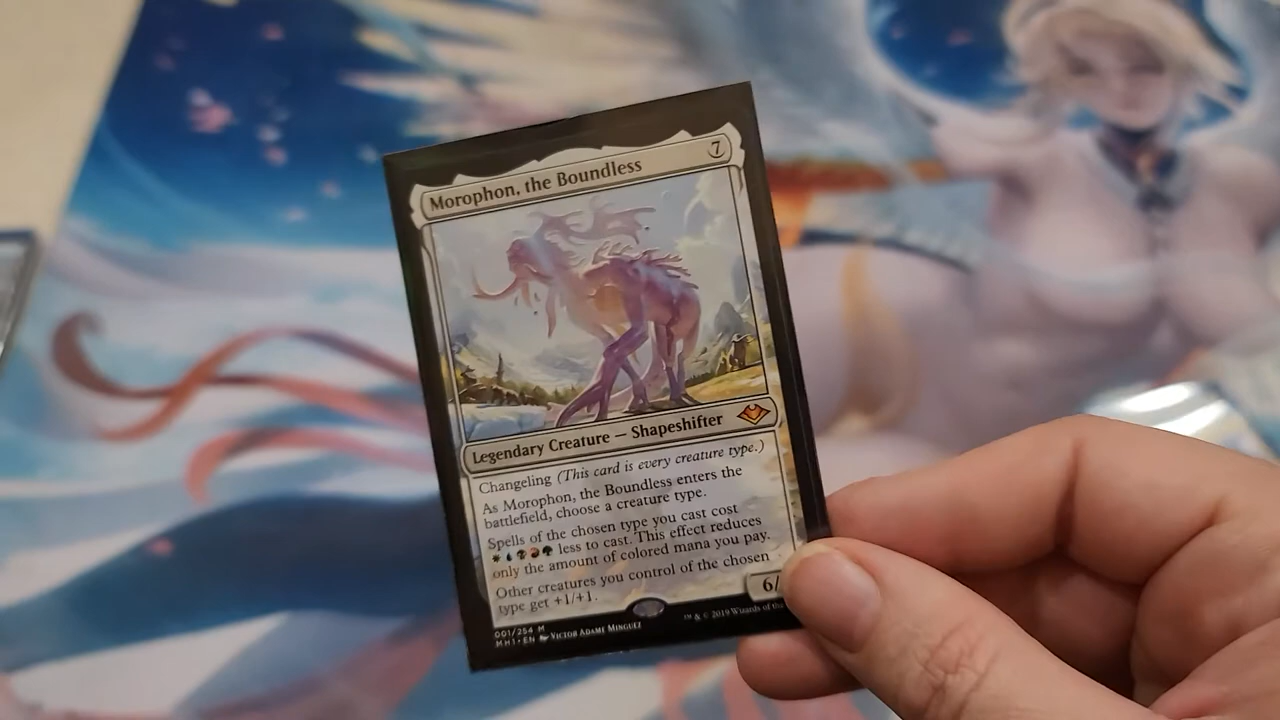 Morophon, the Boundless 7
Legendary Creature — Shapeshifter
Changeling (This card is every creature type.)
As Morophon, the Boundless enters the
battlefield, choose a creature type.
Spells of the chosen type you cast cost
less to cast. This effect reduces
only the amount of colored mana you pay.
Other creatures you control of the chosen
type get +1/+1.
6/
001/254 M
MH1 • EN Victor Adame Minguez
™ & © 2019 Wizards of the